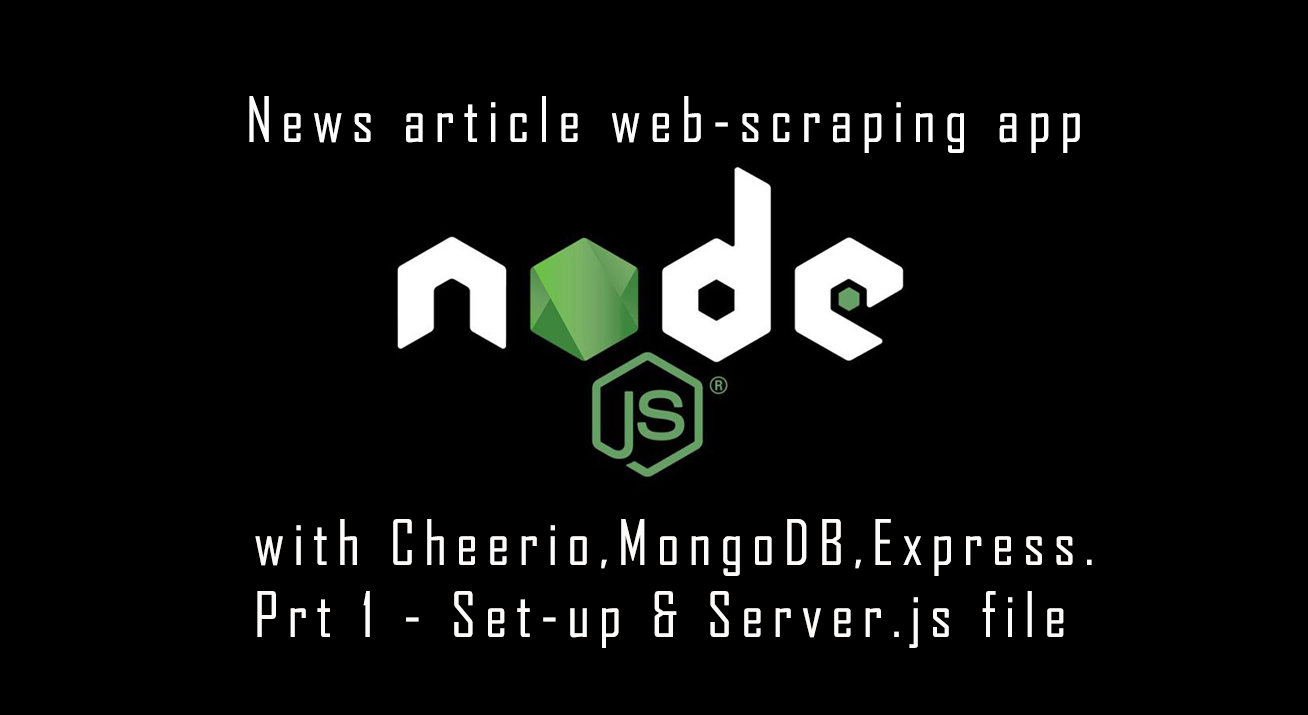 News article web-scraping app
node
JS®
with Cheerio,MongoDB,Express.
Prt 1 - Set-up & Server.js file